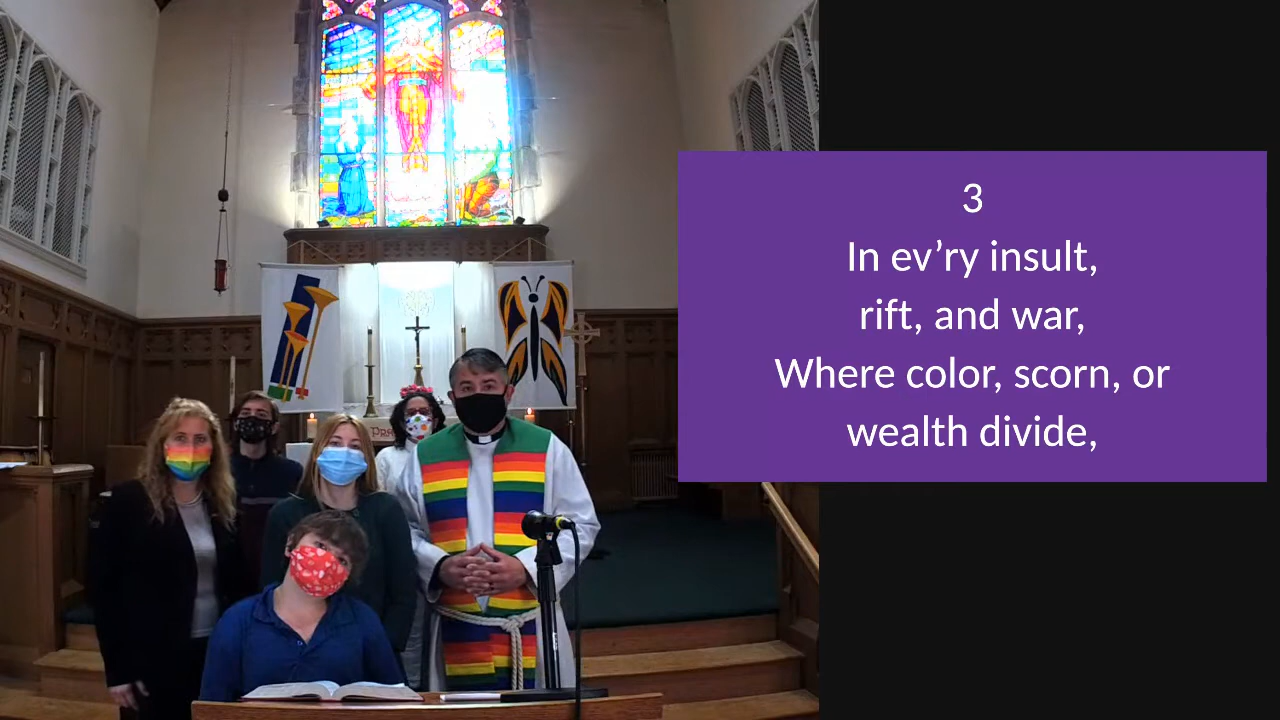 3
In ev’ry insult,
rift, and war,
Where color, scorn, or
wealth divide,